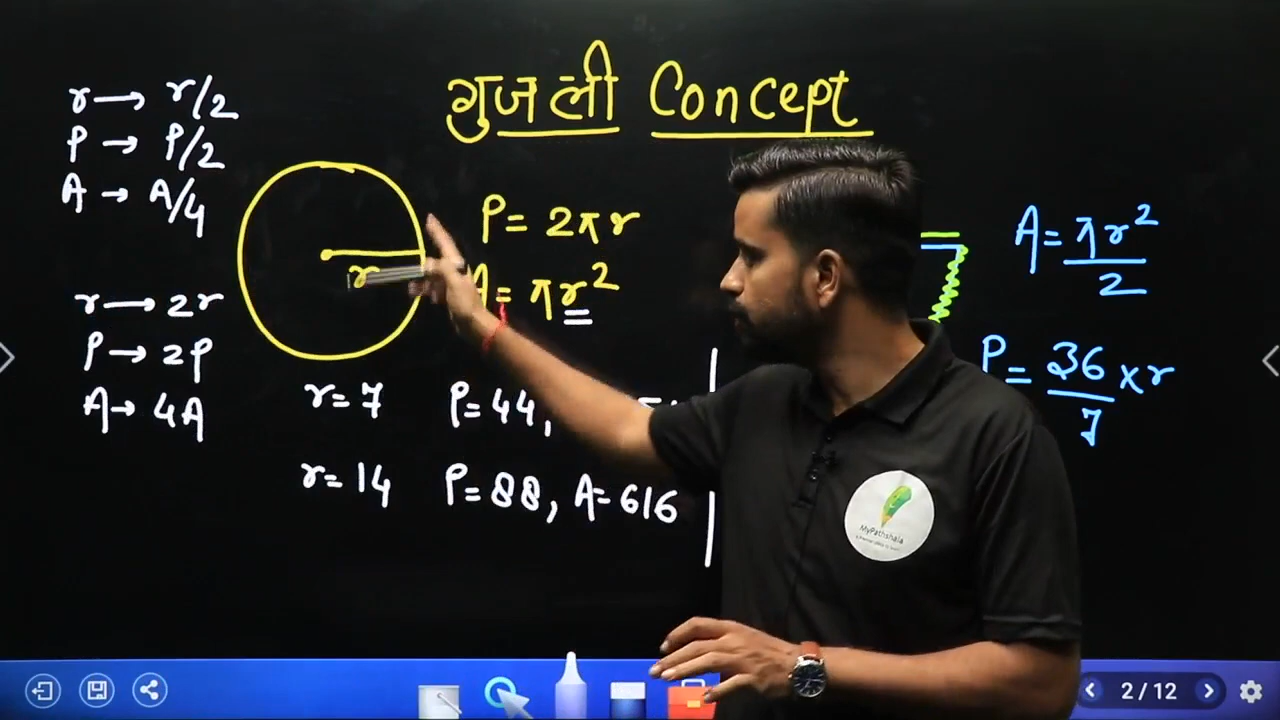 गुजली Concept
r → r/2
P → P/2
A → A/4
r → 2r
P → 2P
A → 4A
r
P = 2πr
A = πr²
r = 7 P = 44,
r = 14 P = 88, A = 616
A = πr²/2
P = 36/7 × r
MyPathshala
2 / 12